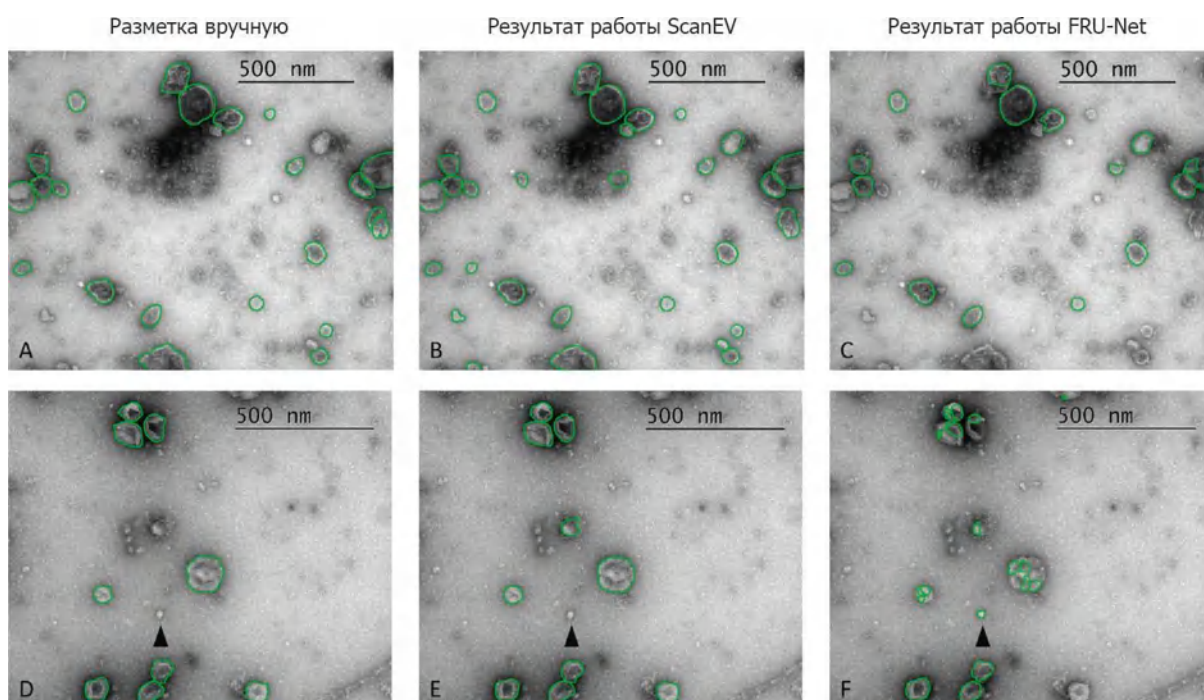 Разметка вручную
Результат работы ScanEV
Результат работы FRU-Net
500 nm
500 nm
500 nm
A
B
C
500 nm
500 nm
500 nm
D
E
F